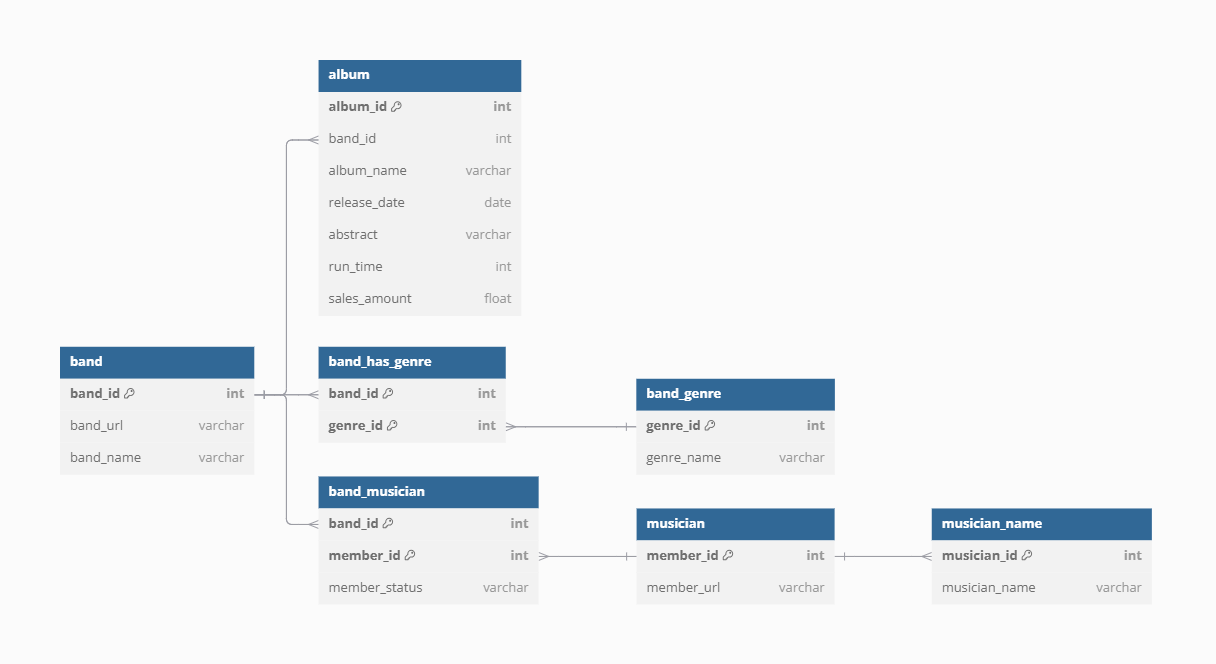 album
album_id int
band_id int
album_name varchar
release_date date
abstract varchar
run_time int
sales_amount float
band
band_id int
band_url varchar
band_name varchar
band_has_genre
band_id int
genre_id int
band_genre
genre_id int
genre_name varchar
band_musician
band_id int
member_id int
member_status varchar
musician
member_id int
member_url varchar
musician_name
musician_id int
musician_name varchar